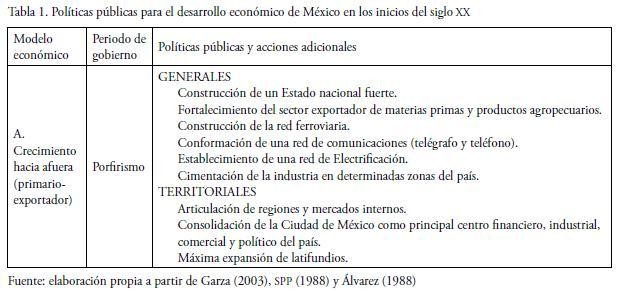 Tabla 1. Políticas públicas para el desarrollo económico de México en los inicios del siglo XX
Modelo
económico
Periodo de
gobierno
Políticas públicas y acciones adicionales
A.
Crecimiento
hacia afuera
(primario-
exportador)
Porfirismo
GENERALES
Construcción de un Estado nacional fuerte.
Fortalecimiento del sector exportador de materias primas y productos agropecuarios.
Construcción de la red ferroviaria.
Conformación de una red de comunicaciones (telégrafo y teléfono).
Establecimiento de una red de Electrificación.
Cimentación de la industria en determinadas zonas del país.
TERRITORIALES
Articulación de regiones y mercados internos.
Consolidación de la Ciudad de México como principal centro financiero, industrial,
comercial y político del país.
Máxima expansión de latifundios.
Fuente: elaboración propia a partir de Garza (2003), SPP (1988) y Álvarez (1988)